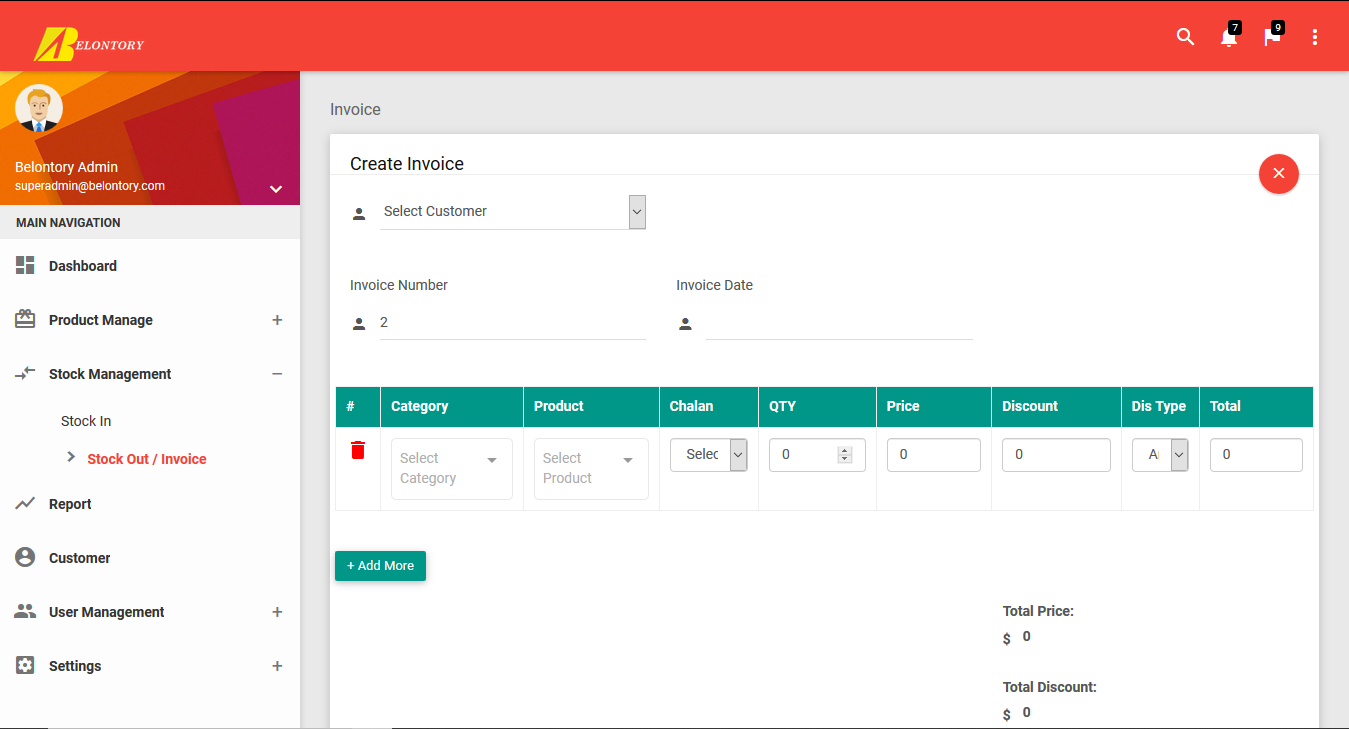 BELONTORY
7
9
Belontory Admin
superadmin@belontory.com
MAIN NAVIGATION
Dashboard
Product Manage
+
Stock Management
−
Stock In
Stock Out / Invoice
Report
Customer
User Management
+
Settings
+
Invoice
Create Invoice
Select Customer
Invoice Number
Invoice Date
2
# Category Product Chalan QTY Price Discount Dis Type Total
Select Category
Select Product
Selec
0
0
0
0
+ Add More
Total Price:
$ 0
Total Discount:
$ 0